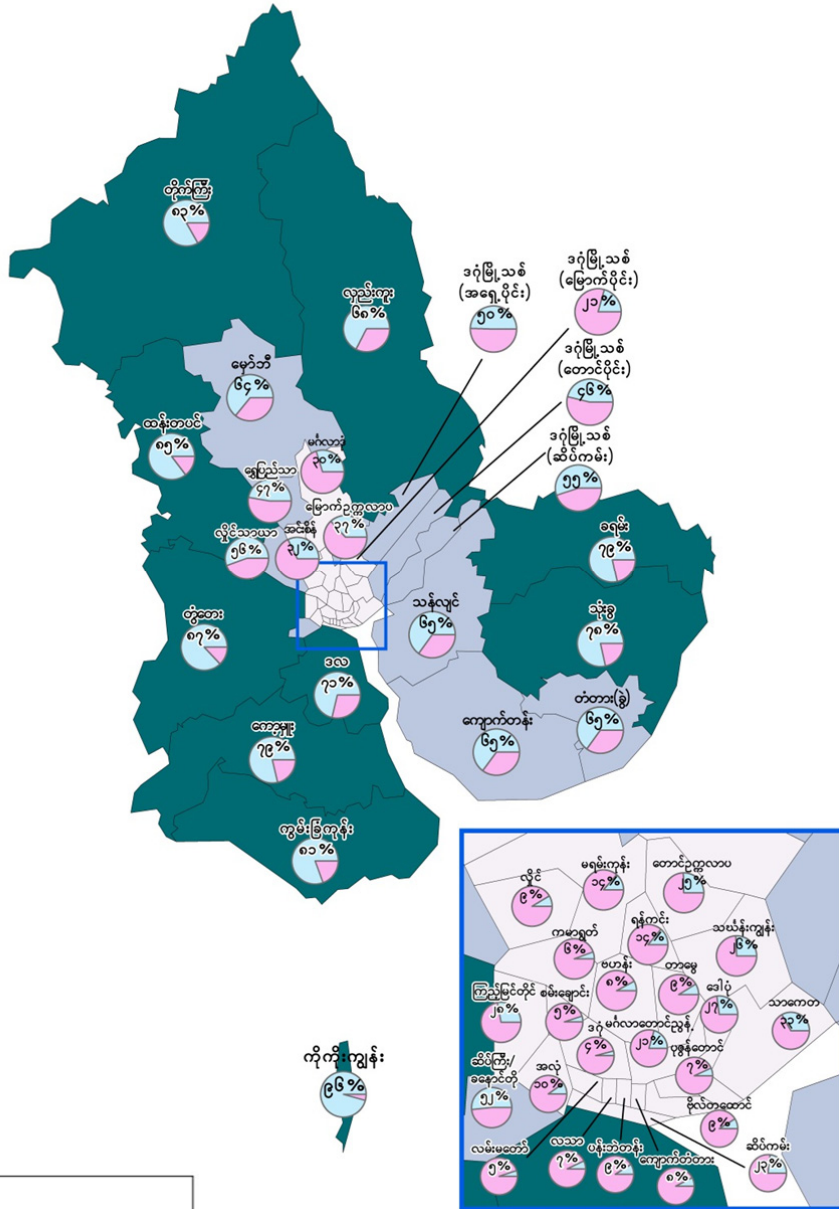 တိုက်ကြီး
၈၃%
လှည်းကူး
၆၈%
ဒဂုံမြို့သစ်
(အရှေ့ပိုင်း)
၅၀%
ဒဂုံမြို့သစ်
(မြောက်ပိုင်း)
၂၁%
ဒဂုံမြို့သစ်
(တောင်ပိုင်း)
၄၆%
ဒဂုံမြို့သစ်
(ဆိပ်ကမ်း)
၅၅%
မှော်ဘီ
၆၄%
ထန်းတပင်
၈၅%
မင်္ဂလာဒုံ
၃၀%
ရွှေပြည်သာ
၄၇%
မြောက်ဥက္ကလာပ
၃၇%
လှိုင်သာယာ
၅၆%
အင်းစိန်
၃၂%
ခရမ်း
၇၉%
တွံတေး
၈၇%
သန်လျင်
၆၅%
သုံးခွ
၇၈%
ဒလ
၇၁%
ကျောက်တန်း
၆၅%
တံတား(ခွဲ)
၆၅%
ကော့မှူး
၇၉%
ကွမ်းခြံကုန်း
၈၁%
ကိုကိုးကျွန်း
၉၆%
လှိုင်
၉%
မရမ်းကုန်း
၁၄%
တောင်ဥက္ကလာပ
၂၅%
ကမာရွတ်
၆%
ရန်ကင်း
၁၄%
သင်္ဃန်းကျွန်း
၂၆%
ဗဟန်း
၈%
တာမွေ
၉%
ဒေါပုံ
၂၇%
သာကေတ
၃၃%
ကြည့်မြင်တိုင်
၂၈%
စမ်းချောင်း
၅%
ဒဂုံ
၄%
မင်္ဂလာတောင်ညွန့်
၂၁%
ပုဇွန်တောင်
၇%
ဆိပ်ကြီး/
ခနောင်တို
၅၂%
အလုံ
၁၀%
ဗိုလ်တထောင်
၉%
လမ်းမတော်
၅%
လသာ
၇%
ပန်းဘဲတန်း
၉%
ကျောက်တံတား
၈%
ဆိပ်ကမ်း
၂၃%